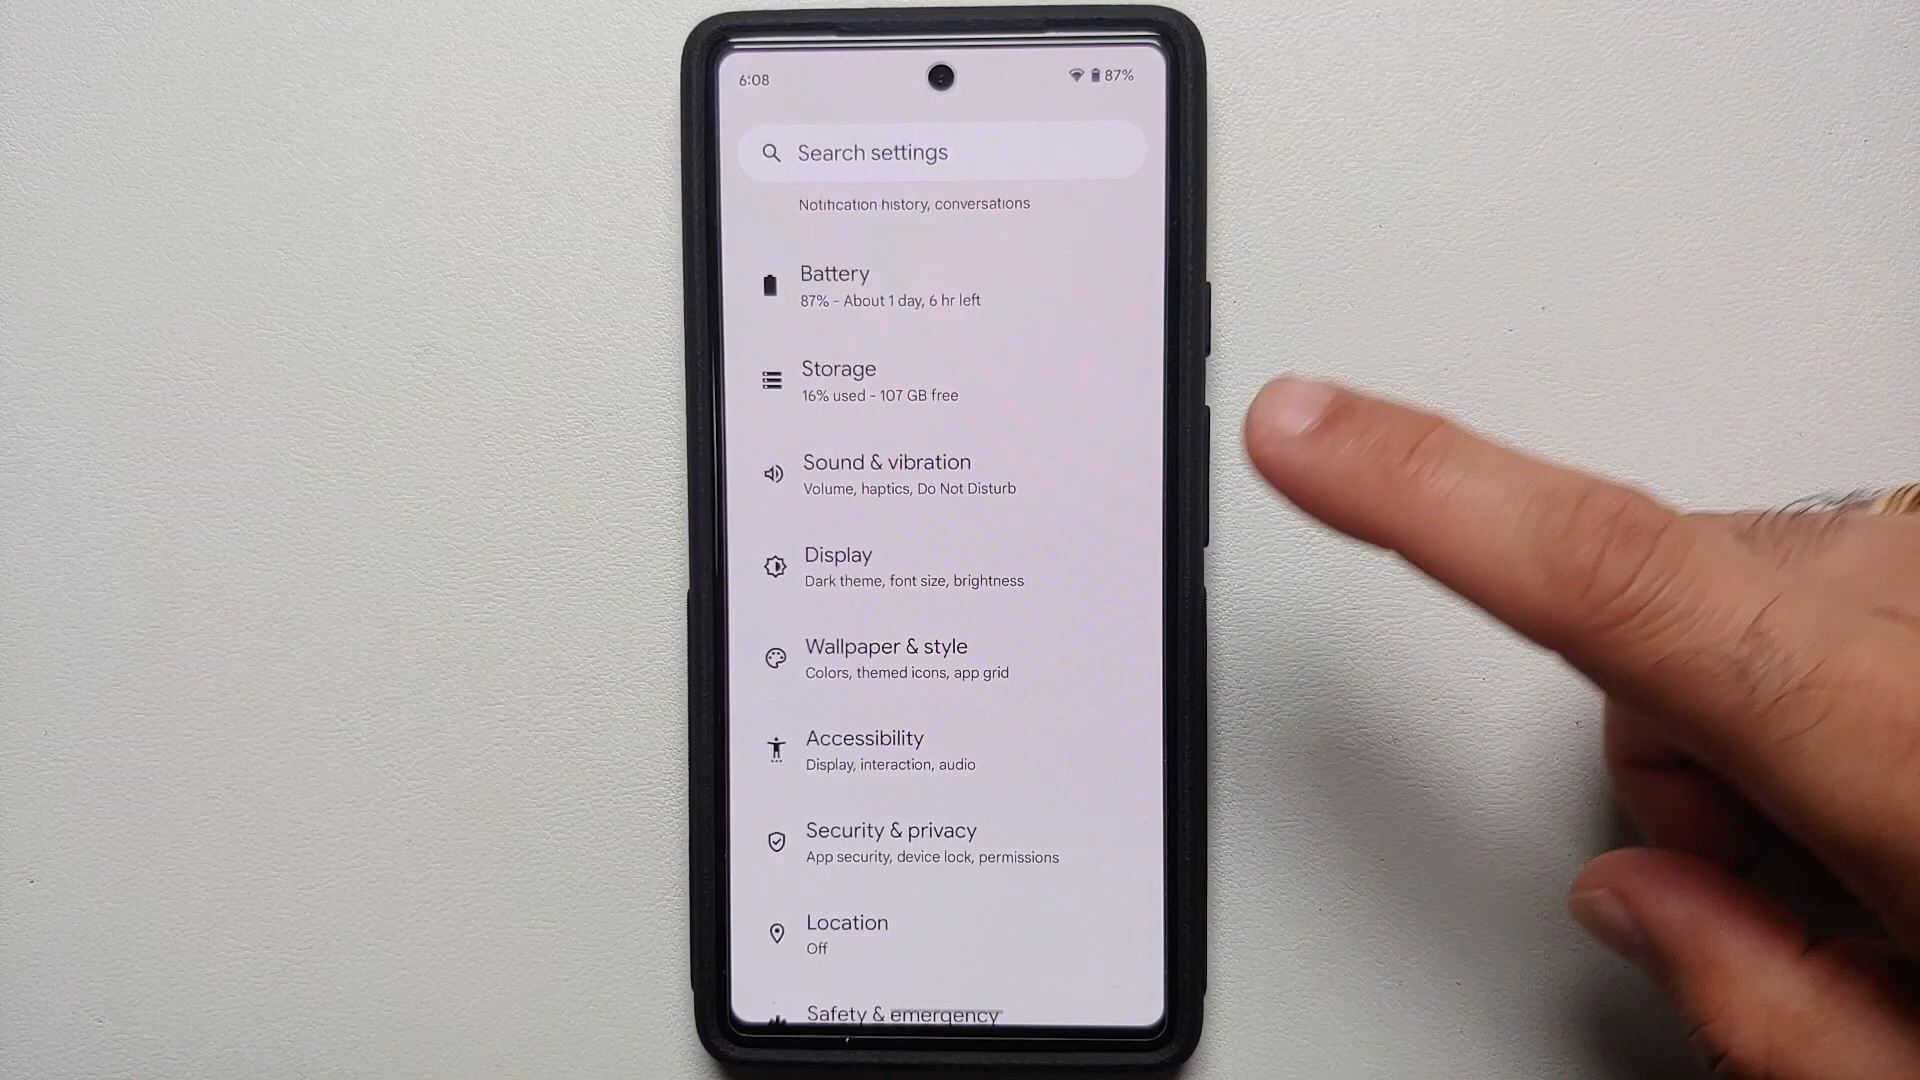 6:08
87%
Search settings
Notification history, conversations
Battery
87% - About 1 day, 6 hr left
Storage
16% used - 107 GB free
Sound & vibration
Volume, haptics, Do Not Disturb
Display
Dark theme, font size, brightness
Wallpaper & style
Colors, themed icons, app grid
Accessibility
Display, interaction, audio
Security & privacy
App security, device lock, permissions
Location
Off
Safety & emergency